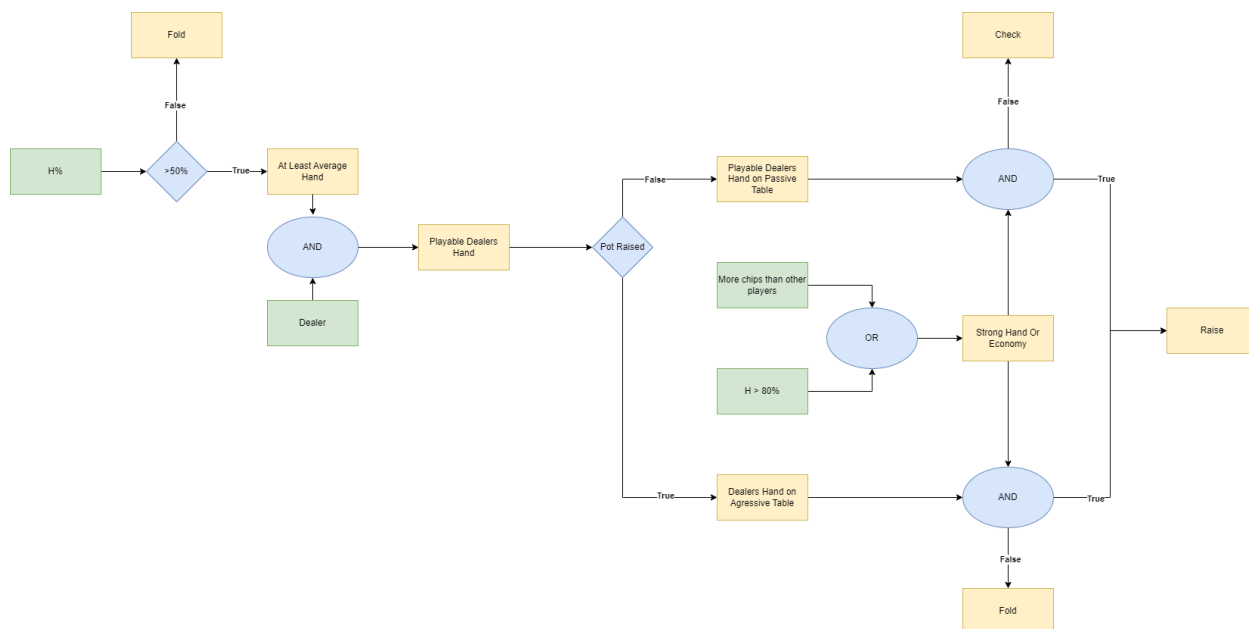 Fold
Check
False
False
H%
>50%
True
At Least Average
Hand
False
Playable Dealers
Hand on Passive
Table
AND
True
AND
Playable Dealers
Hand
Pot Raised
More chips than other
players
Dealer
OR
Strong Hand Or
Economy
Raise
H > 80%
True
Dealers Hand on
Agressive Table
AND
True
False
Fold